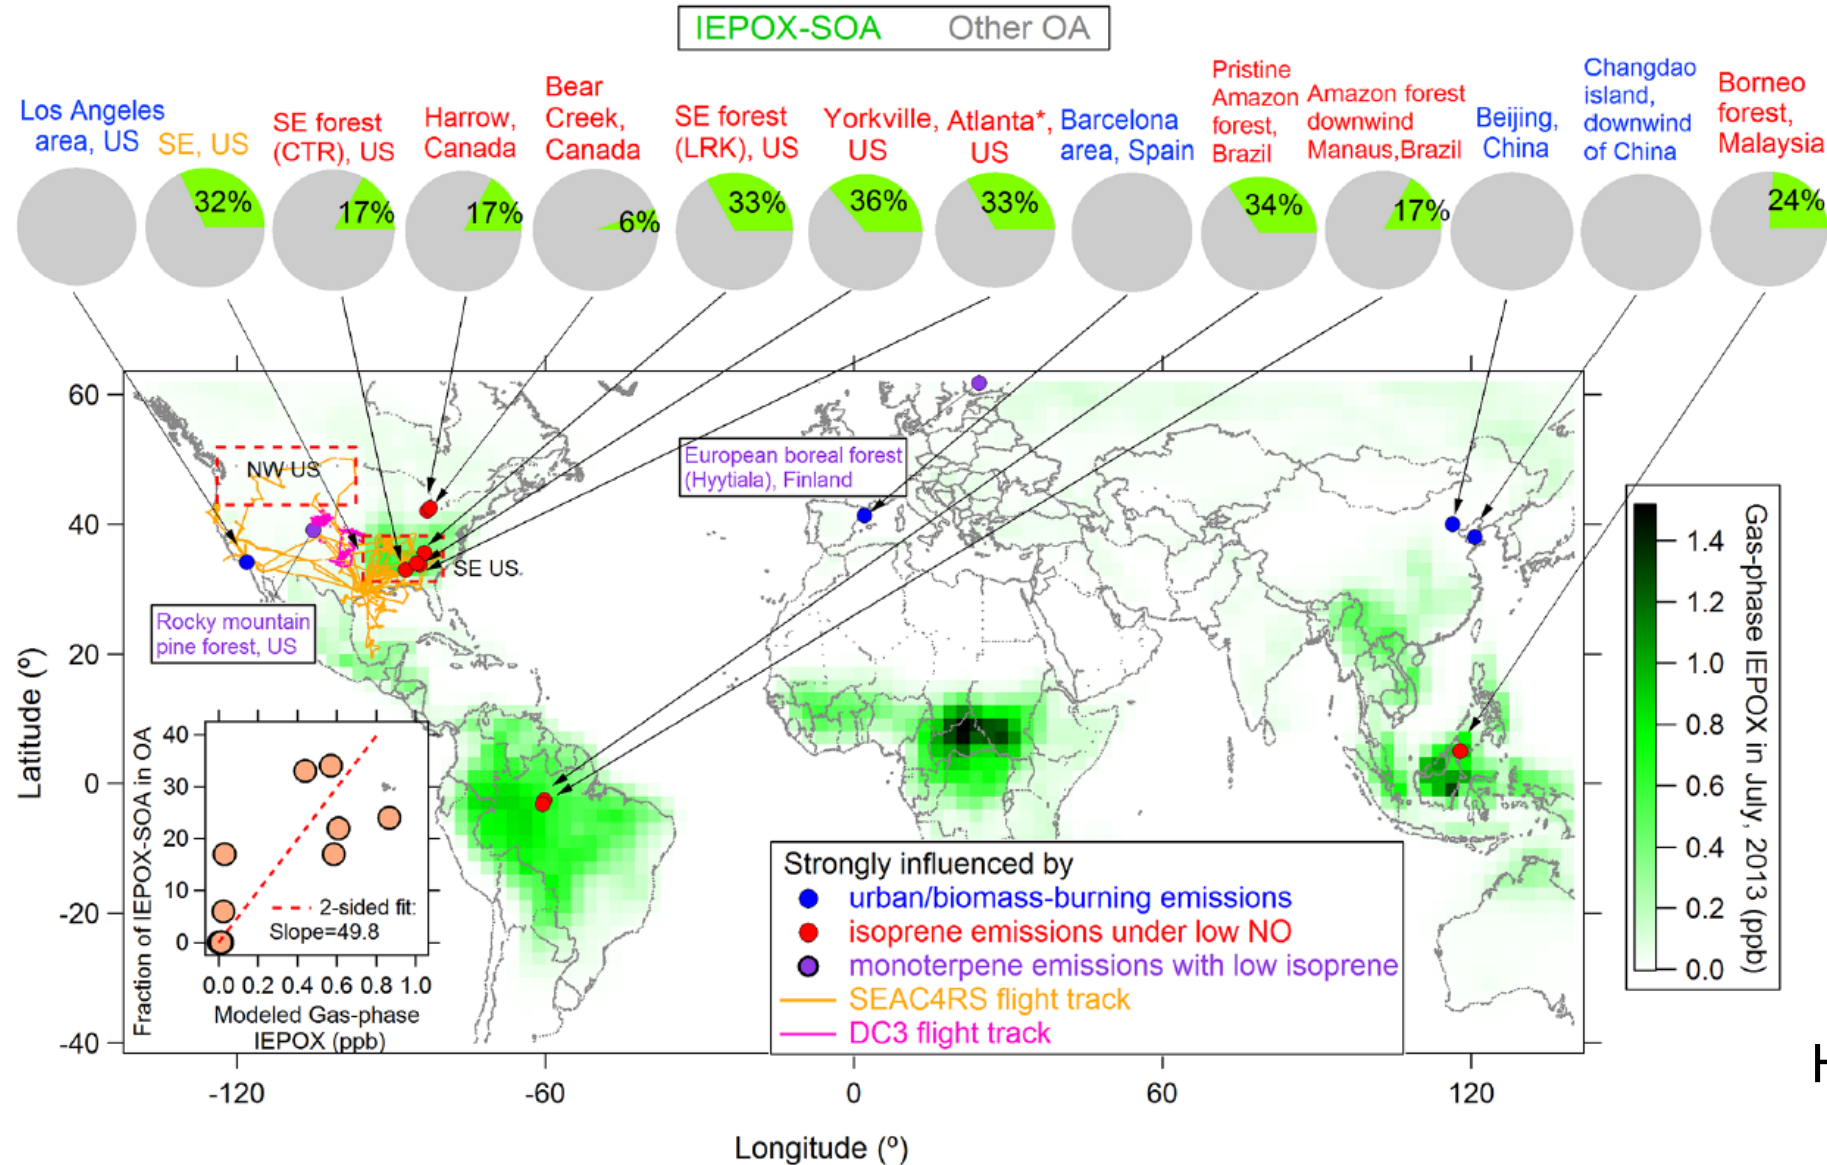 IEPOX-SOA Other OA
Los Angeles
area, US
SE, US
SE forest
(CTR), US
Harrow,
Canada
Bear
Creek,
Canada
SE forest
(LRK), US
Yorkville,
US
Atlanta*,
US
Barcelona
area, Spain
Pristine
Amazon
forest,
Brazil
Amazon forest
downwind
Manaus,Brazil
Beijing,
China
Changdao
island,
downwind
of China
Borneo
forest,
Malaysia
32%
17%
17%
6%
33%
36%
33%
34%
17%
24%
60
40
20
0
-20
-40
Latitude (º)
NW US
SE US
European boreal forest
(Hyytiala), Finland
Rocky mountain
pine forest, US
40
30
20
10
0
Fraction of IEPOX-SOA in OA
2-sided fit:
Slope=49.8
0.0 0.2 0.4 0.6 0.8 1.0
Modeled Gas-phase
IEPOX (ppb)
Strongly influenced by
urban/biomass-burning emissions
isoprene emissions under low NO
monoterpene emissions with low isoprene
SEAC4RS flight track
DC3 flight track
1.4
1.2
1.0
0.8
0.6
0.4
0.2
0.0
Gas-phase IEPOX in July, 2013 (ppb)
-120 -60 0 60 120
Longitude (º)